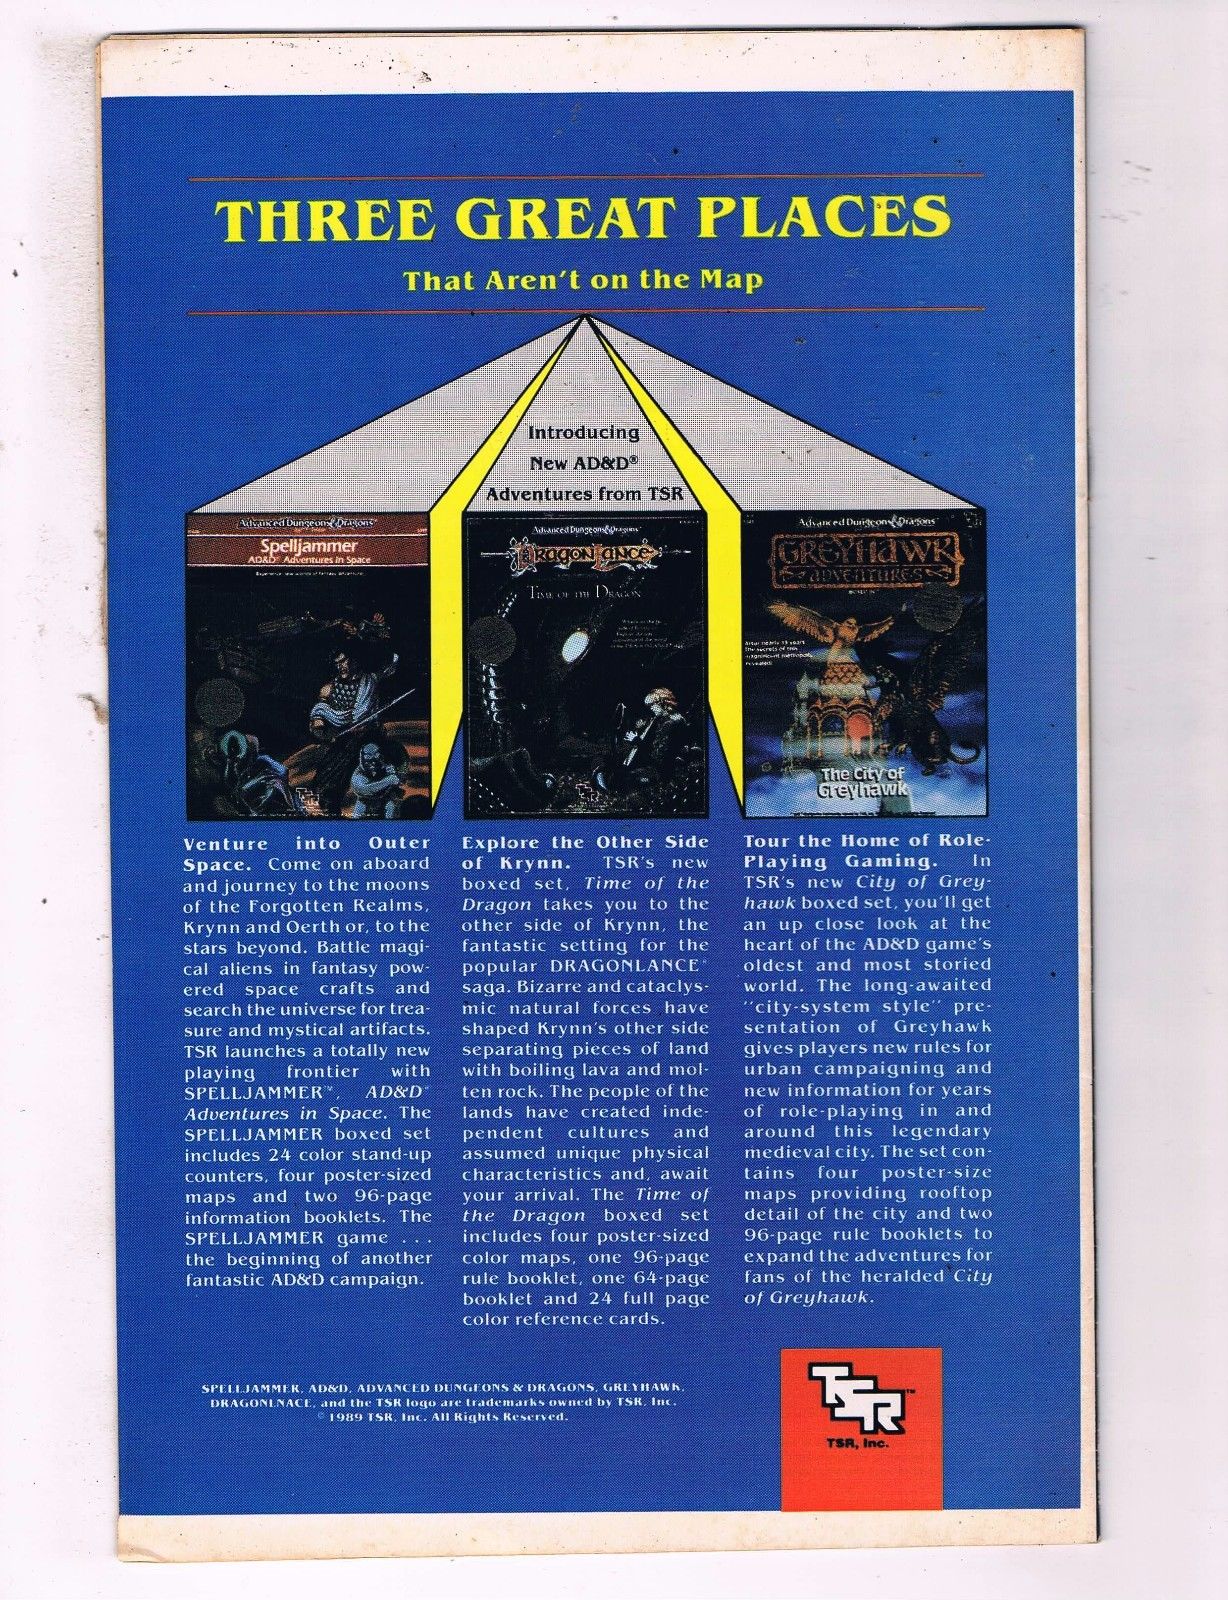 THREE GREAT PLACES
That Aren't on the Map
Introducing
New AD&D®
Adventures from TSR
Advanced Dungeons & Dragons
Spelljammer
AD&D Adventures in Space
Advanced Dungeons & Dragons
DRAGONLANCE
TIME OF THE DRAGON
Advanced Dungeons & Dragons
GREYHAWK
ADVENTURES
After nearly 15 years
The secrets of this
magnificent metropolis
revealed!
The City of
Greyhawk
Venture into Outer
Space. Come on aboard
and journey to the moons
of the Forgotten Realms,
Krynn and Oerth or, to the
stars beyond. Battle magi-
cal aliens in fantasy pow-
ered space crafts and
search the universe for trea-
sure and mystical artifacts.
TSR launches a totally new
playing frontier with
SPELLJAMMER™, AD&D®
Adventures in Space. The
SPELLJAMMER boxed set
includes 24 color stand-up
counters, four poster-sized
maps and two 96-page
information booklets. The
SPELLJAMMER game . . .
the beginning of another
fantastic AD&D campaign.
Explore the Other Side
of Krynn. TSR's new
boxed set, Time of the
Dragon takes you to the
other side of Krynn, the
fantastic setting for the
popular DRAGONLANCE®
saga. Bizarre and cataclys-
mic natural forces have
shaped Krynn's other side
separating pieces of land
with boiling lava and mol-
ten rock. The people of the
lands have created inde-
pendent cultures and
assumed unique physical
characteristics and, await
your arrival. The Time of
the Dragon boxed set
includes four poster-sized
color maps, one 96-page
rule booklet, one 64-page
booklet and 24 full page
color reference cards.
Tour the Home of Role-
Playing Gaming. In
TSR's new City of Grey-
hawk boxed set, you'll get
an up close look at the
heart of the AD&D game's
oldest and most storied
world. The long-awaited
"city-system style" pre-
sentation of Greyhawk
gives players new rules for
urban campaigning and
new information for years
of role-playing in and
around this legendary
medieval city. The set con-
tains four poster-size
maps providing rooftop
detail of the city and two
96-page rule booklets to
expand the adventures for
fans of the heralded City
of Greyhawk.
SPELLJAMMER, AD&D, ADVANCED DUNGEONS & DRAGONS, GREYHAWK,
DRAGONLNACE, and the TSR logo are trademarks owned by TSR, Inc.
© 1989 TSR, Inc. All Rights Reserved.
TSR™
TSR, Inc.